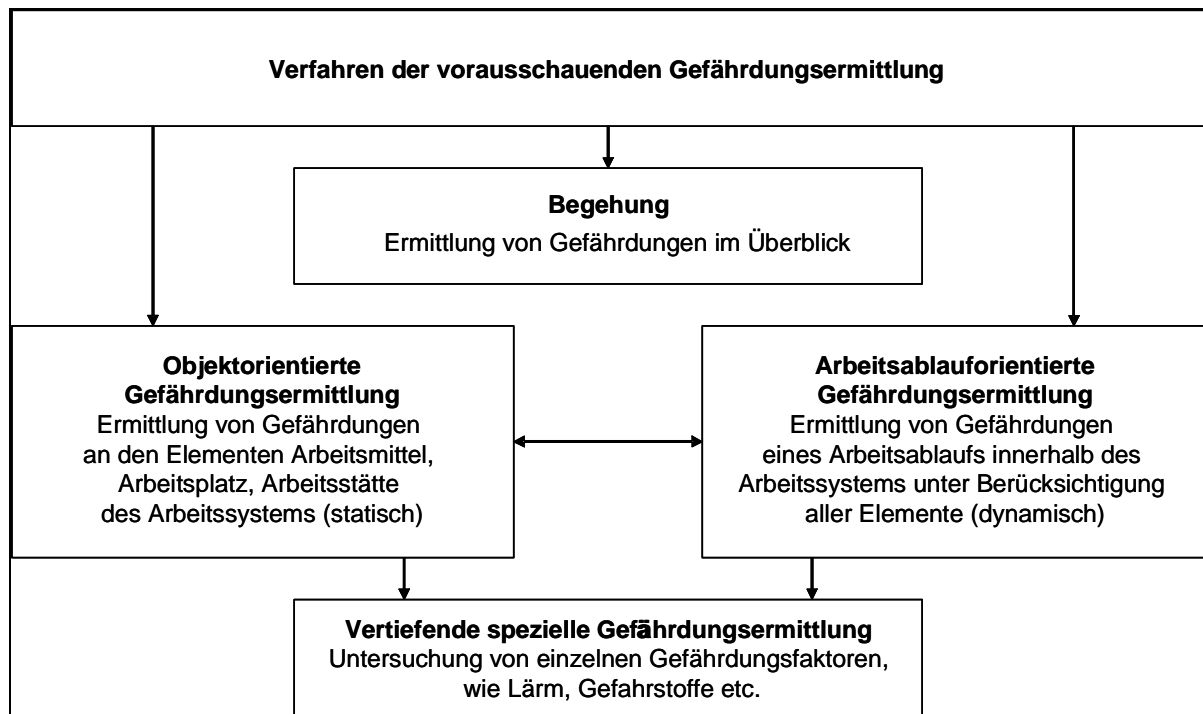 Verfahren der vorausschauenden Gefährdungsermittlung
Begehung
Ermittlung von Gefährdungen im Überblick
Objektorientierte
Gefährdungsermittlung
Ermittlung von Gefährdungen
an den Elementen Arbeitsmittel,
Arbeitsplatz, Arbeitsstätte
des Arbeitssystems (statisch)
Arbeitsablauforientierte
Gefährdungsermittlung
Ermittlung von Gefährdungen
eines Arbeitsablaufs innerhalb des
Arbeitssystems unter Berücksichtigung
aller Elemente (dynamisch)
Vertiefende spezielle Gefährdungsermittlung
Untersuchung von einzelnen Gefährdungsfaktoren,
wie Lärm, Gefahrstoffe etc.